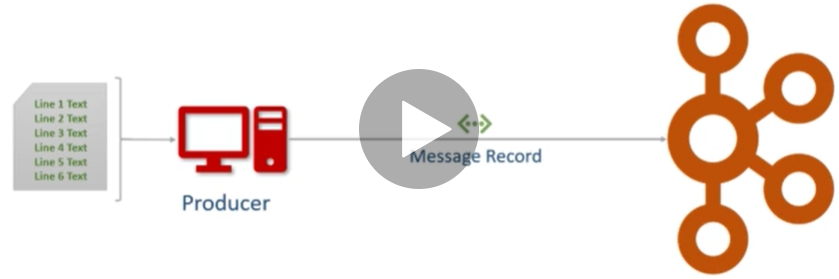 Line 1 Text
Line 2 Text
Line 3 Text
Line 4 Text
Line 5 Text
Line 6 Text
Producer
Message Record